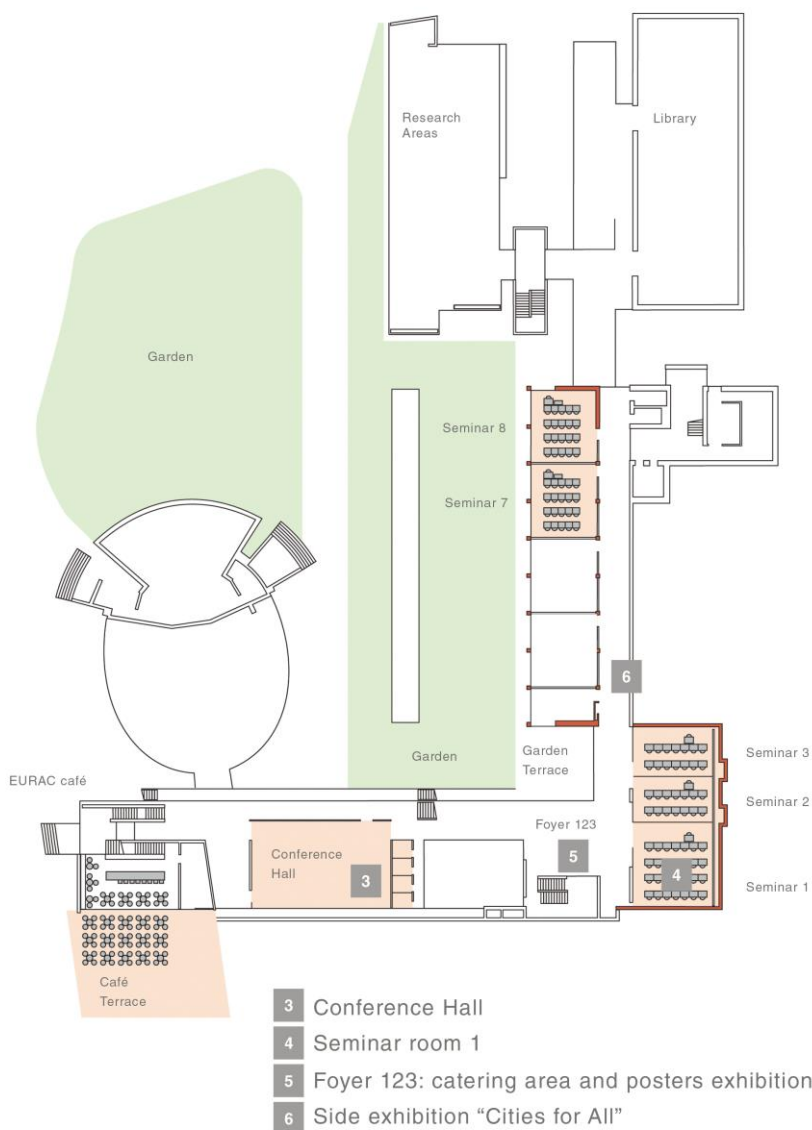 Research
Areas
Library
Garden
Seminar 8
Seminar 7
6
Garden
Garden
Terrace
Seminar 3
EURAC café
Seminar 2
Foyer 123
Conference
Hall
3
5
4
Seminar 1
Café
Terrace
3 Conference Hall
4 Seminar room 1
5 Foyer 123: catering area and posters exhibition
6 Side exhibition “Cities for All”